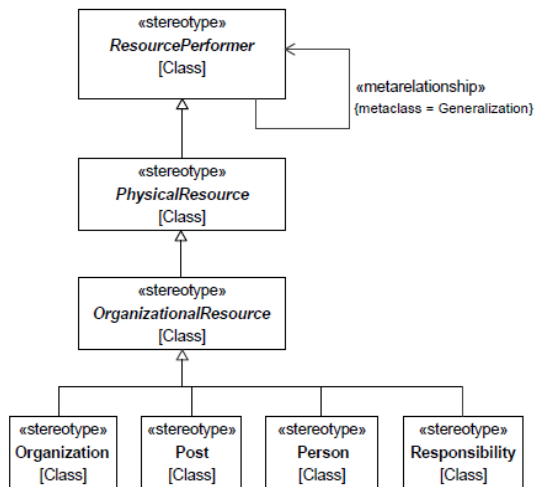 «stereotype»
ResourcePerformer
[Class]
«metarelationship»
{metaclass = Generalization}
«stereotype»
PhysicalResource
[Class]
«stereotype»
OrganizationalResource
[Class]
«stereotype»
Organization
[Class]
«stereotype»
Post
[Class]
«stereotype»
Person
[Class]
«stereotype»
Responsibility
[Class]